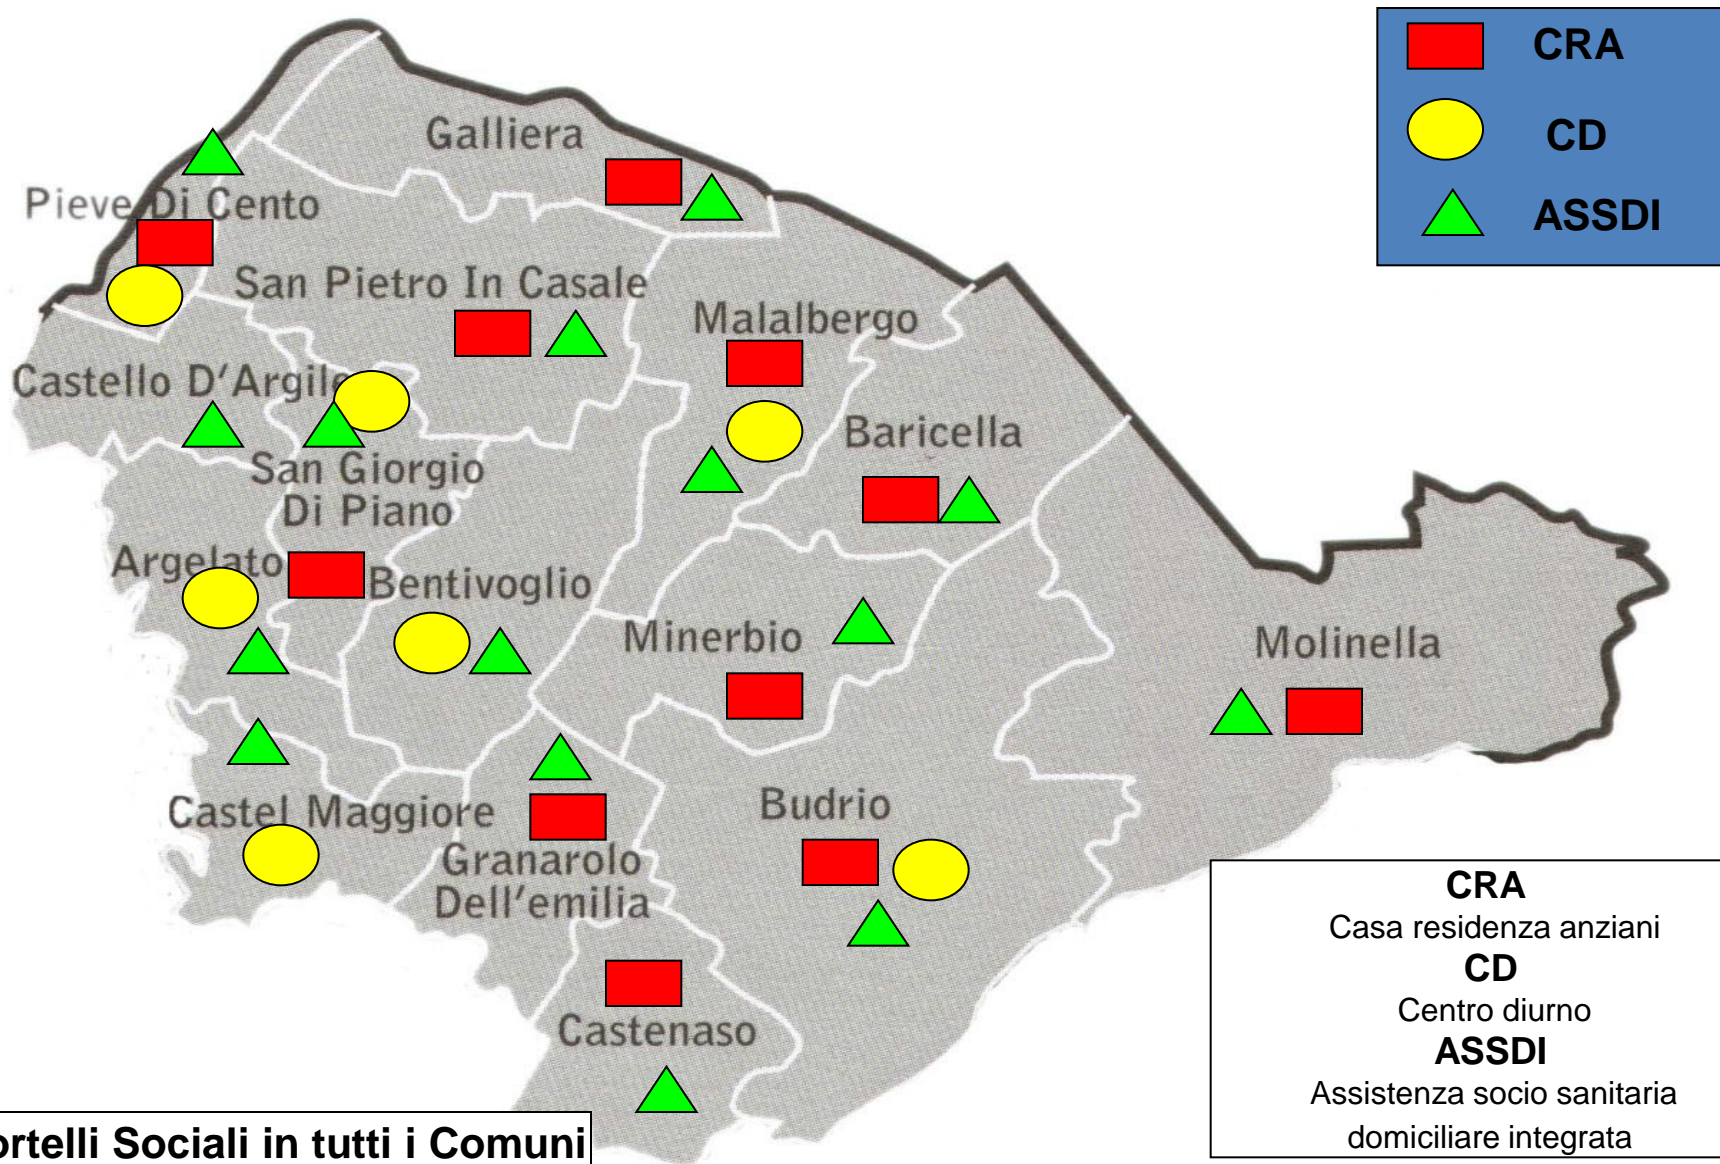 CRA
CD
ASSDI
Galliera
Pieve Di Cento
San Pietro In Casale
Malalbergo
Castello D'Argile
Baricella
San Giorgio
Di Piano
Argelato
Bentivoglio
Minerbio
Molinella
Castel Maggiore
Budrio
Granarolo
Dell'emilia
Castenaso
CRA
Casa residenza anziani
CD
Centro diurno
ASSDI
Assistenza socio sanitaria
domiciliare integrata
ortelli Sociali in tutti i Comuni